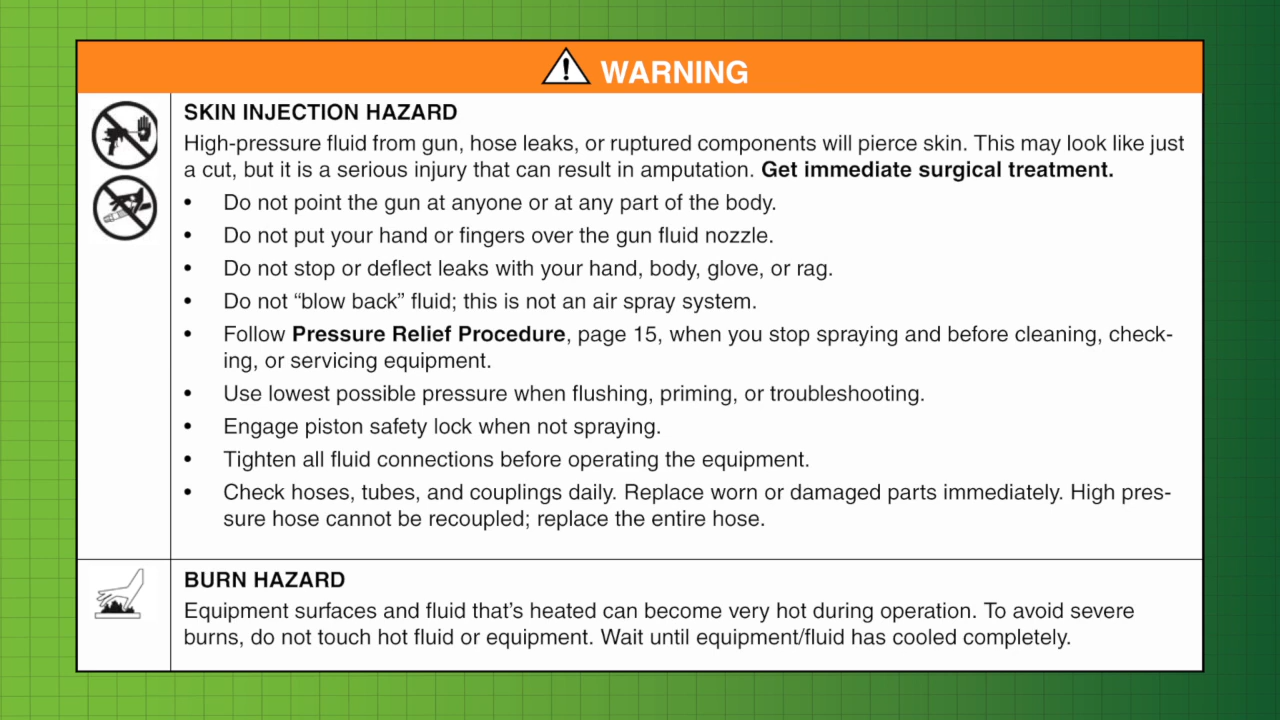 WARNING
SKIN INJECTION HAZARD
High-pressure fluid from gun, hose leaks, or ruptured components will pierce skin. This may look like just
a cut, but it is a serious injury that can result in amputation. Get immediate surgical treatment.
• Do not point the gun at anyone or at any part of the body.
• Do not put your hand or fingers over the gun fluid nozzle.
• Do not stop or deflect leaks with your hand, body, glove, or rag.
• Do not “blow back” fluid; this is not an air spray system.
• Follow Pressure Relief Procedure, page 15, when you stop spraying and before cleaning, check-
ing, or servicing equipment.
• Use lowest possible pressure when flushing, priming, or troubleshooting.
• Engage piston safety lock when not spraying.
• Tighten all fluid connections before operating the equipment.
• Check hoses, tubes, and couplings daily. Replace worn or damaged parts immediately. High pres-
sure hose cannot be recoupled; replace the entire hose.
BURN HAZARD
Equipment surfaces and fluid that’s heated can become very hot during operation. To avoid severe
burns, do not touch hot fluid or equipment. Wait until equipment/fluid has cooled completely.